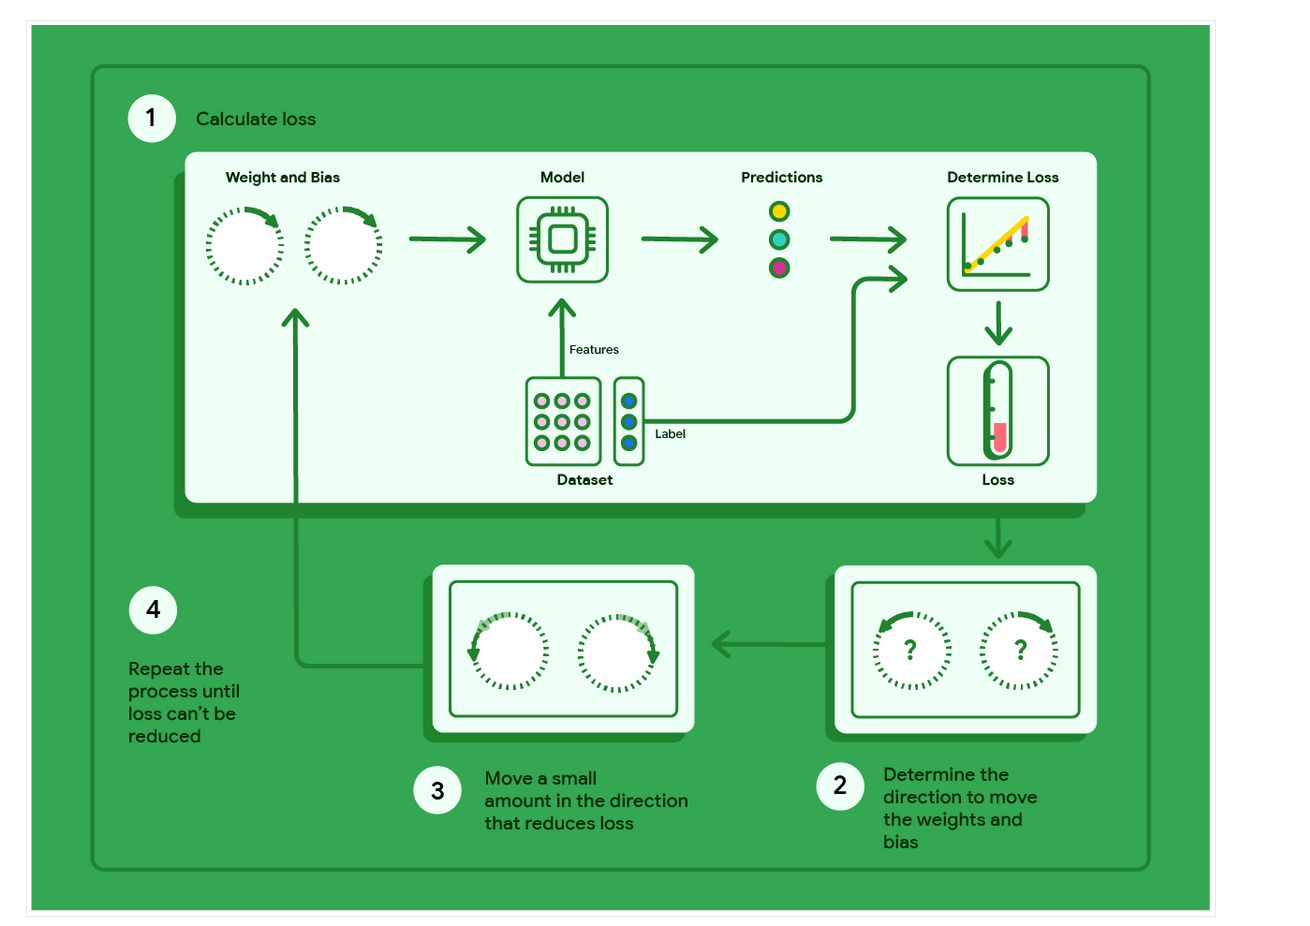 1
Calculate loss
Weight and Bias
Model
Predictions
Determine Loss
Features
Label
Dataset
Loss
4
Repeat the
process until
loss can't be
reduced
3
Move a small
amount in the direction
that reduces loss
?
?
2
Determine the
direction to move
the weights and
bias